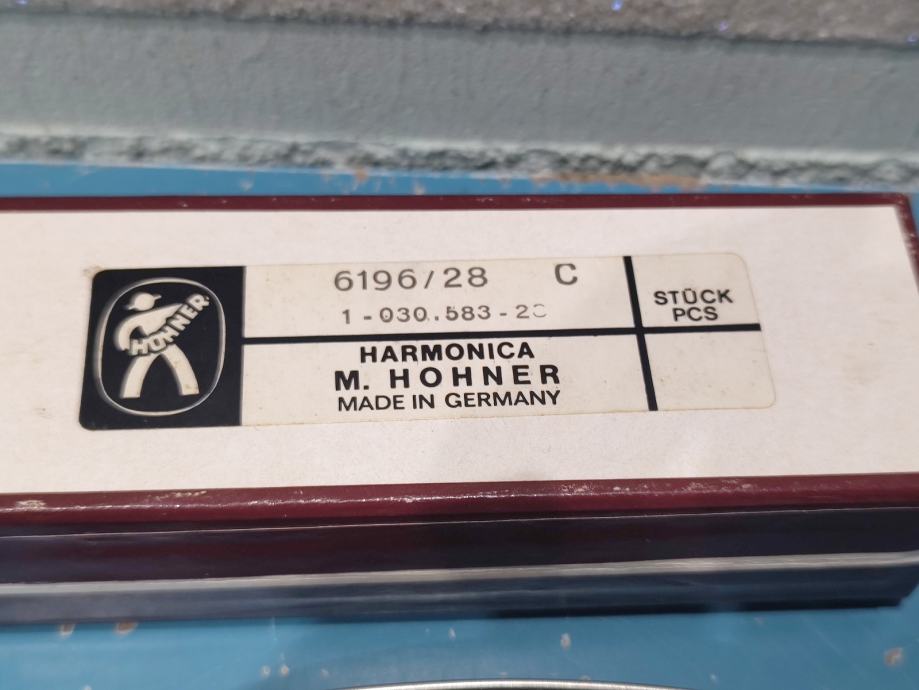 HOHNER
6196/28 C
1-030.583-2
HARMONICA
M. HOHNER
MADE IN GERMANY
STÜCK
PCS